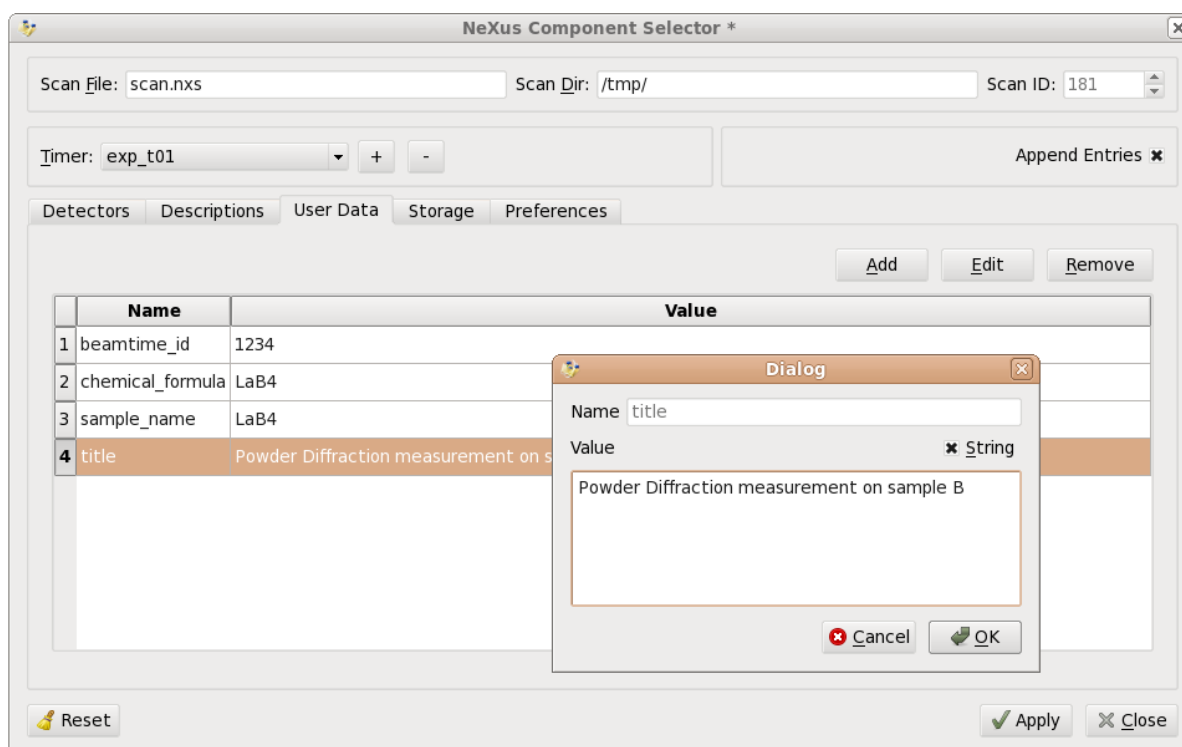 NeXus Component Selector *
Scan File: scan.nxs Scan Dir: /tmp/ Scan ID: 181
Timer: exp_t01 + - Append Entries
Detectors Descriptions User Data Storage Preferences
Add Edit Remove
Name Value
1 beamtime_id 1234
2 chemical_formula LaB4
3 sample_name LaB4
4 title Powder Diffraction measurement on s
Dialog
Name title
Value String
Powder Diffraction measurement on sample B
Cancel OK
Reset Apply Close